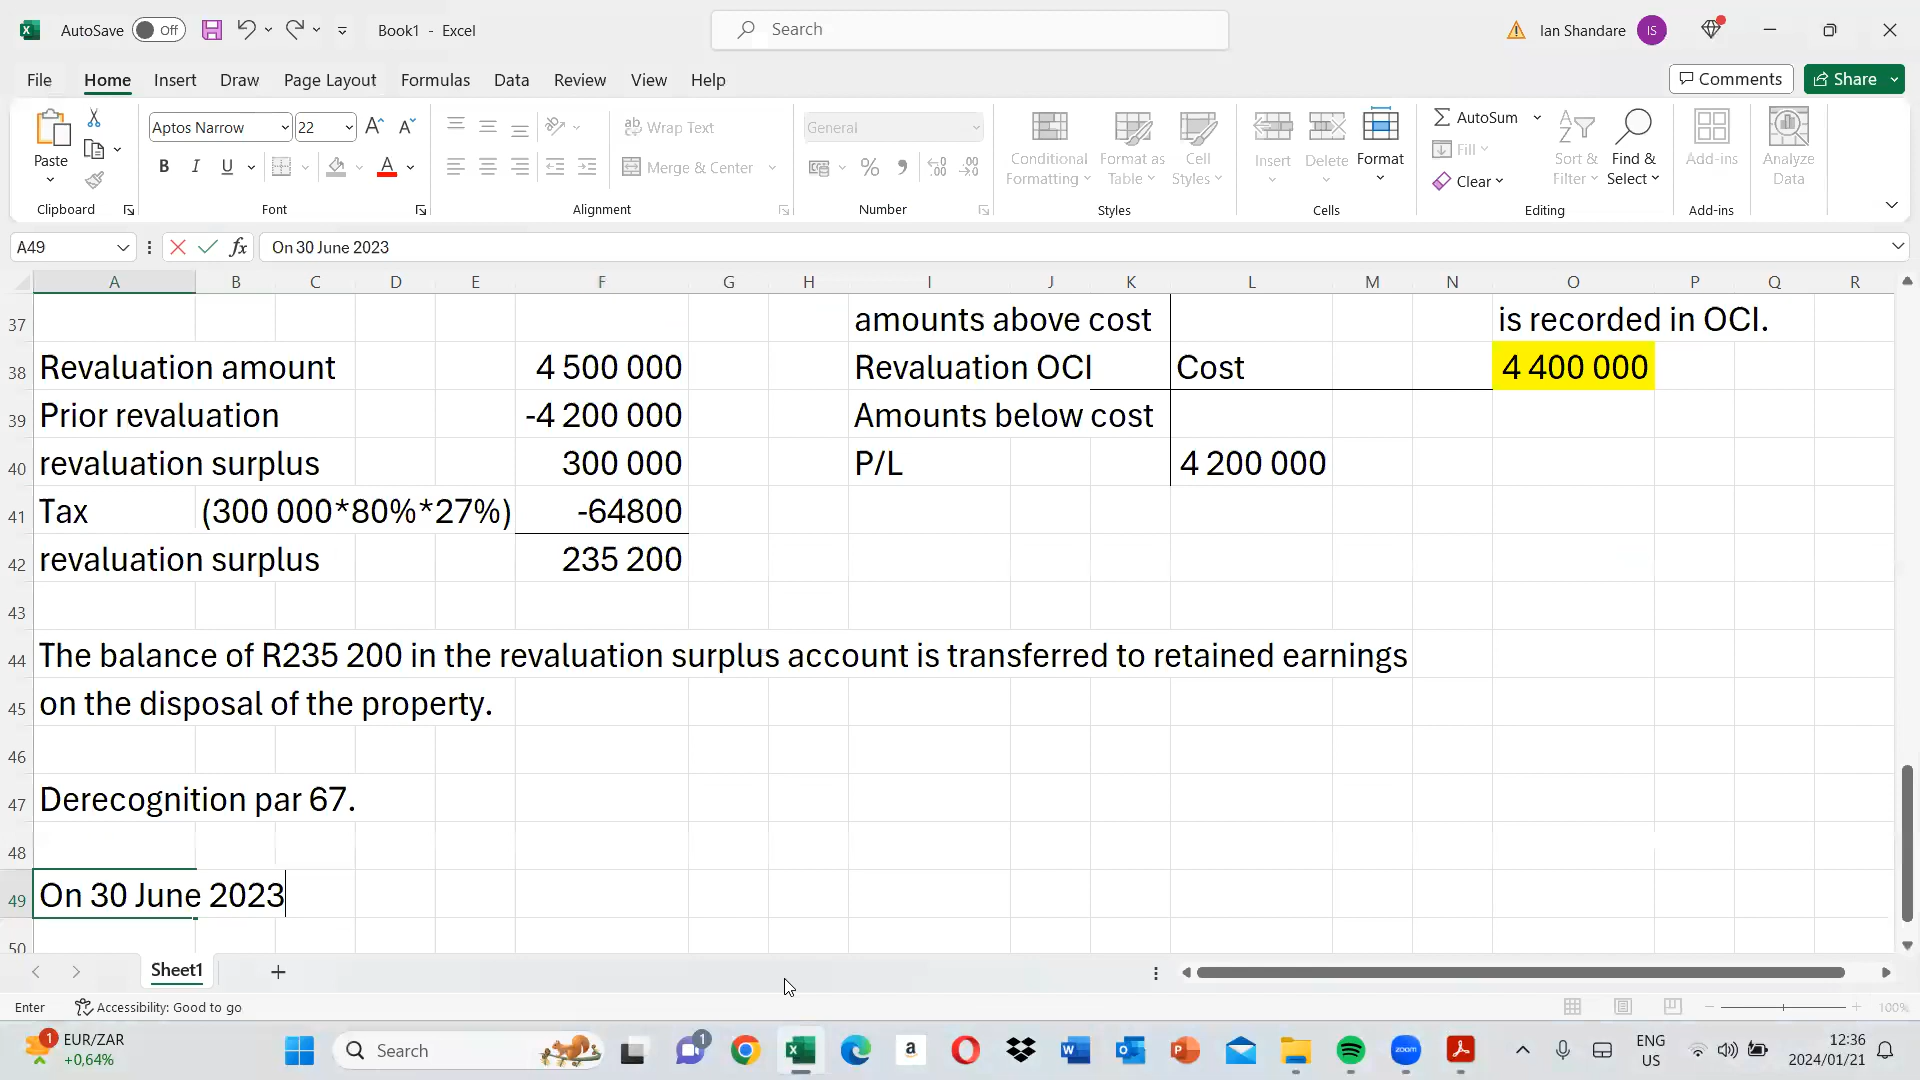 AutoSave Off Book1 - Excel Search Ian Shandare IS
File Home Insert Draw Page Layout Formulas Data Review View Help Comments Share
Paste Aptos Narrow 22 A A Wrap Text General Conditional Formatting Format as Table Cell Styles Insert Delete Format AutoSum Fill Clear Sort & Filter Find & Select Add-ins Analyze Data
B I U A Merge & Center %
Clipboard Font Alignment Number Styles Cells Editing Add-ins
A49 fx On 30 June 2023
A B C D E F G H I J K L M N O P Q R
37 amounts above cost is recorded in OCI.
38 Revaluation amount 4 500 000 Revaluation OCI Cost 4 400 000
39 Prior revaluation -4 200 000 Amounts below cost
40 revaluation surplus 300 000 P/L 4 200 000
41 Tax (300 000*80%*27%) -64800
42 revaluation surplus 235 200
43
44 The balance of R235 200 in the revaluation surplus account is transferred to retained earnings
45 on the disposal of the property.
46
47 Derecognition par 67.
48
49 On 30 June 2023
50
Sheet1
Enter Accessibility: Good to go 100%
1 EUR/ZAR +0,64% Search 1 a zoom ENG US 12:36 2024/01/21